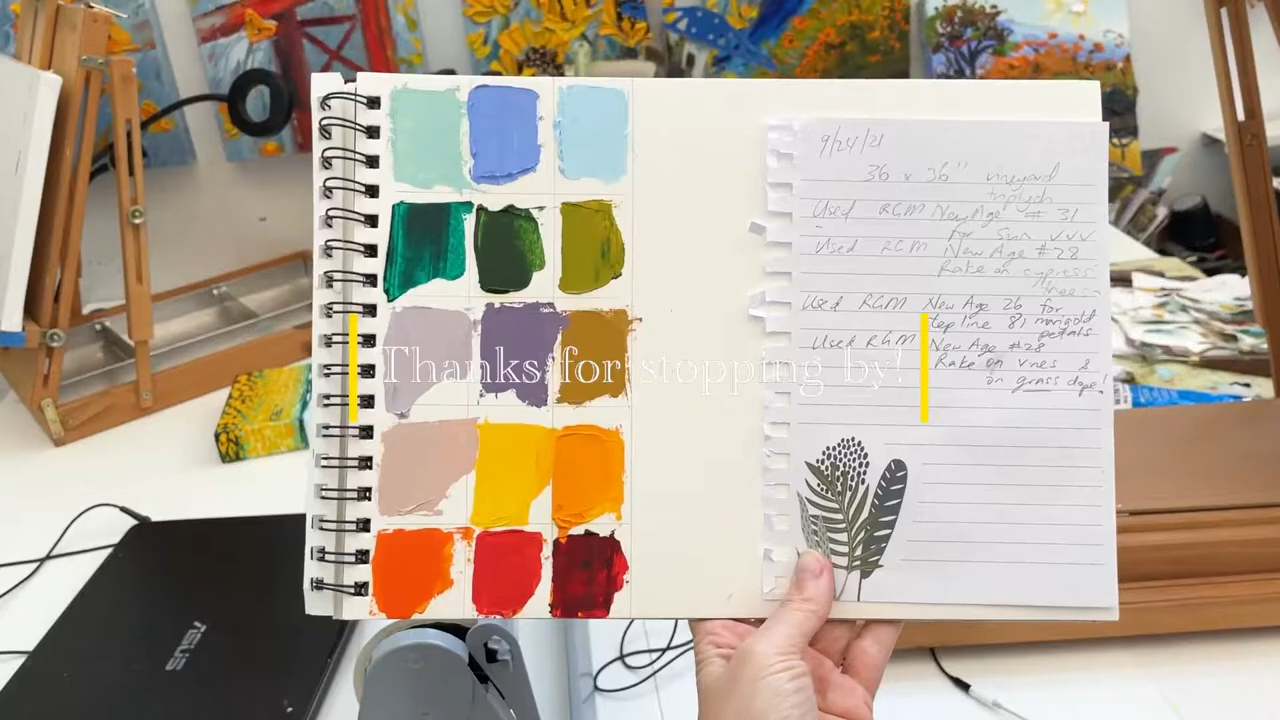 9/24/21
36 x 36" vineyard
triptych
Used RGM New Age #31
for Sun VVV
Used RGM New Age #28
Rake on cypress
trees
Used RGM New Age 26 for
top line & marigold
petals
Used RGM New Age #28
Rake on vines &
on grass slope!
Thanks for stopping by!
ASUS